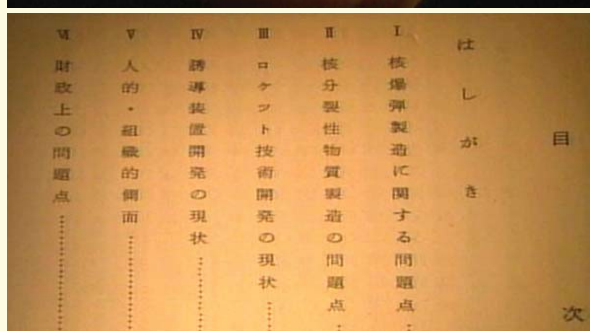 目次
はしがき
Ⅰ 核爆弾製造に関する問題点……
Ⅱ 核分裂性物質製造の問題点……
Ⅲ ロケット技術開発の現状……
Ⅳ 誘導装置開発の現状……
Ⅴ 人的・組織的側面……
Ⅵ 財政上の問題点……